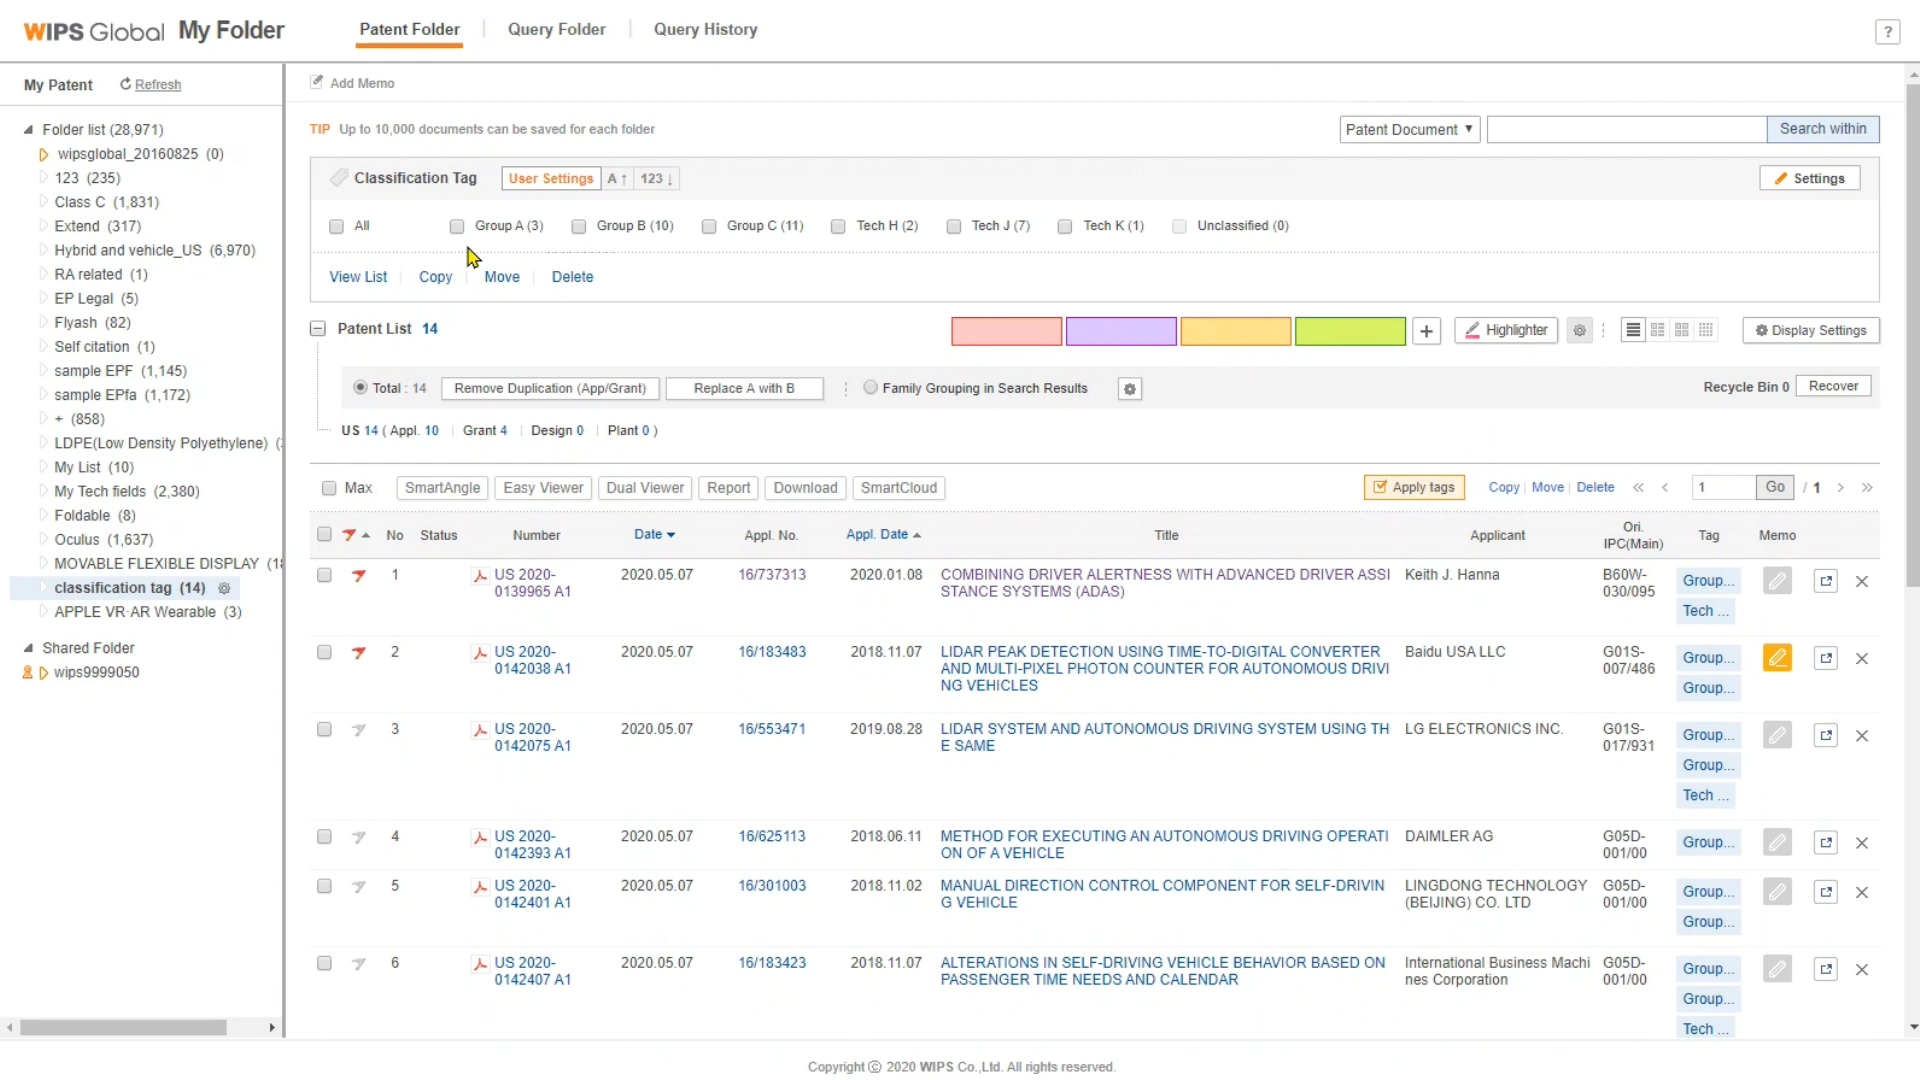 WIPS Global My Folder
Patent Folder
Query Folder
Query History
?
My Patent
Refresh
Add Memo
Folder list (28,971)
wipsglobal_20160825 (0)
123 (235)
Class C (1,831)
Extend (317)
Hybrid and vehicle_US (6,970)
RA related (1)
EP Legal (5)
Flyash (82)
Self citation (1)
sample EPF (1,145)
sample EPfa (1,172)
+ (858)
LDPE(Low Density Polyethylene)
My List (10)
My Tech fields (2,380)
Foldable (8)
Oculus (1,637)
MOVABLE FLEXIBLE DISPLAY
classification tag (14)
APPLE VR·AR Wearable (3)
Shared Folder
wips9999050
TIP Up to 10,000 documents can be saved for each folder
Patent Document
Search within
Classification Tag
User Settings
A↑
123↓
Settings
All
Group A (3)
Group B (10)
Group C (11)
Tech H (2)
Tech J (7)
Tech K (1)
Unclassified (0)
View List
Copy
Move
Delete
Patent List 14
+
Highlighter
Display Settings
Total : 14
Remove Duplication (App/Grant)
Replace A with B
Family Grouping in Search Results
Recycle Bin 0
Recover
US 14 ( Appl. 10 | Grant 4 | Design 0 | Plant 0 )
Max
SmartAngle
Easy Viewer
Dual Viewer
Report
Download
SmartCloud
Apply tags
Copy | Move | Delete
1
Go
/ 1
No
Status
Number
Date
Appl. No.
Appl. Date
Title
Applicant
Ori.
IPC(Main)
Tag
Memo
1
US 2020-
0139965 A1
2020.05.07
16/737313
2020.01.08
COMBINING DRIVER ALERTNESS WITH ADVANCED DRIVER ASSI
STANCE SYSTEMS (ADAS)
Keith J. Hanna
B60W-
030/095
Group...
Tech ...
2
US 2020-
0142038 A1
2020.05.07
16/183483
2018.11.07
LIDAR PEAK DETECTION USING TIME-TO-DIGITAL CONVERTER
AND MULTI-PIXEL PHOTON COUNTER FOR AUTONOMOUS DRIVI
NG VEHICLES
Baidu USA LLC
G01S-
007/486
Group...
Group...
3
US 2020-
0142075 A1
2020.05.07
16/553471
2019.08.28
LIDAR SYSTEM AND AUTONOMOUS DRIVING SYSTEM USING TH
E SAME
LG ELECTRONICS INC.
G01S-
017/931
Group...
Group...
Tech ...
4
US 2020-
0142393 A1
2020.05.07
16/625113
2018.06.11
METHOD FOR EXECUTING AN AUTONOMOUS DRIVING OPERATI
ON OF A VEHICLE
DAIMLER AG
G05D-
001/00
Group...
5
US 2020-
0142401 A1
2020.05.07
16/301003
2018.11.02
MANUAL DIRECTION CONTROL COMPONENT FOR SELF-DRIVIN
G VEHICLE
LINGDONG TECHNOLOGY
(BEIJING) CO. LTD
G05D-
001/00
Group...
Group...
6
US 2020-
0142407 A1
2020.05.07
16/183423
2018.11.07
ALTERATIONS IN SELF-DRIVING VEHICLE BEHAVIOR BASED ON
PASSENGER TIME NEEDS AND CALENDAR
International Business Machi
nes Corporation
G05D-
001/00
Group...
Group...
Tech ...
Copyright ⓒ 2020 WIPS Co.,Ltd. All rights reserved.